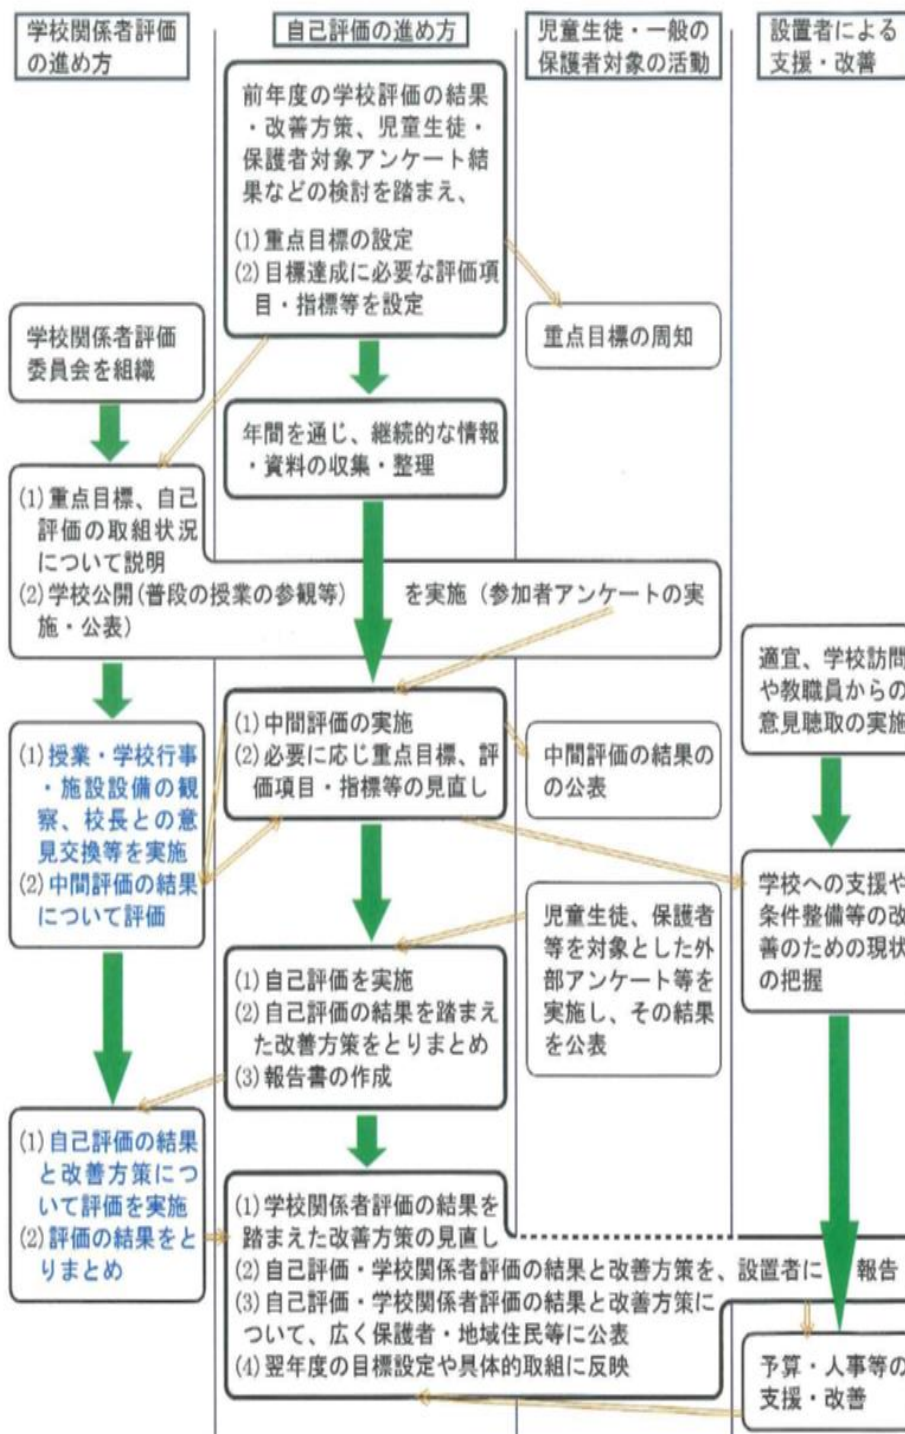 学校関係者評価
の進め方
自己評価の進め方
児童生徒・一般の
保護者対象の活動
設置者による
支援・改善
前年度の学校評価の結果
・改善方策、児童生徒・
保護者対象アンケート結
果などの検討を踏まえ、
(1)重点目標の設定
(2)目標達成に必要な評価項
目・指標等を設定
学校関係者評価
委員会を組織
重点目標の周知
年間を通じ、継続的な情報
・資料の収集・整理
(1)重点目標、自己
評価の取組状況
について説明
(2)学校公開(普段の授業の参観等) を実施(参加者アンケートの実
施・公表)
適宜、学校訪問
や教職員からの
意見聴取の実施
(1)中間評価の実施
(2)必要に応じ重点目標、評
価項目・指標等の見直し
中間評価の結果の
の公表
(1)授業・学校行事
・施設設備の観
察、校長との意
見交換等を実施
(2)中間評価の結果
について評価
学校への支援や
条件整備等の改
善のための現状
の把握
児童生徒、保護者
等を対象とした外
部アンケート等を
実施し、その結果
を公表
(1)自己評価を実施
(2)自己評価の結果を踏まえ
た改善方策をとりまとめ
(3)報告書の作成
(1)自己評価の結果
と改善方策につ
いて評価を実施
(2)評価の結果をと
りまとめ
(1)学校関係者評価の結果を
踏まえた改善方策の見直し
(2)自己評価・学校関係者評価の結果と改善方策を、設置者に 報告
(3)自己評価・学校関係者評価の結果と改善方策に
ついて、広く保護者・地域住民等に公表
(4)翌年度の目標設定や具体的取組に反映
予算・人事等の
支援・改善